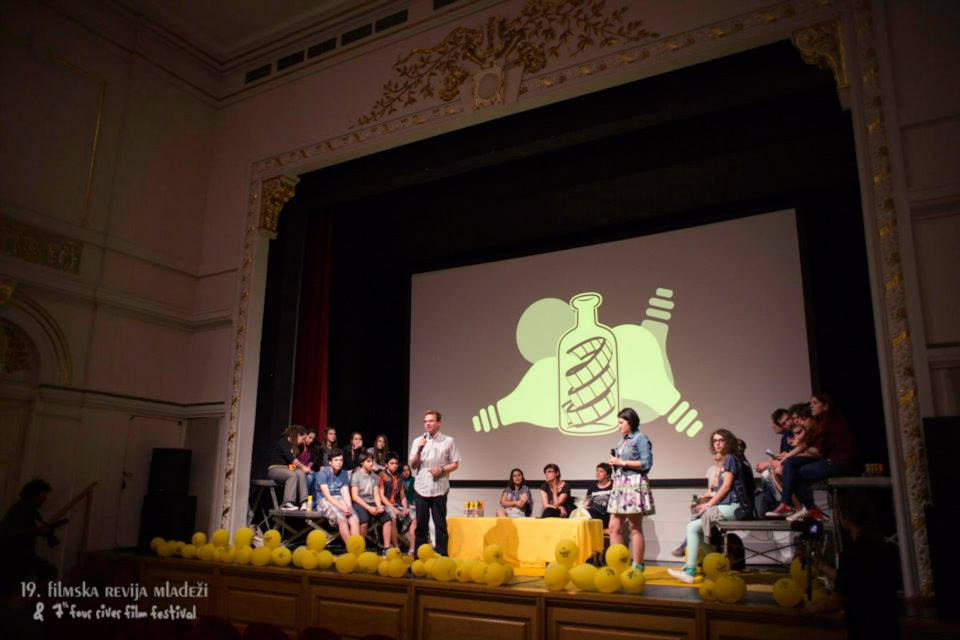 19. filmska revija mladeži
& 7th four river film festival